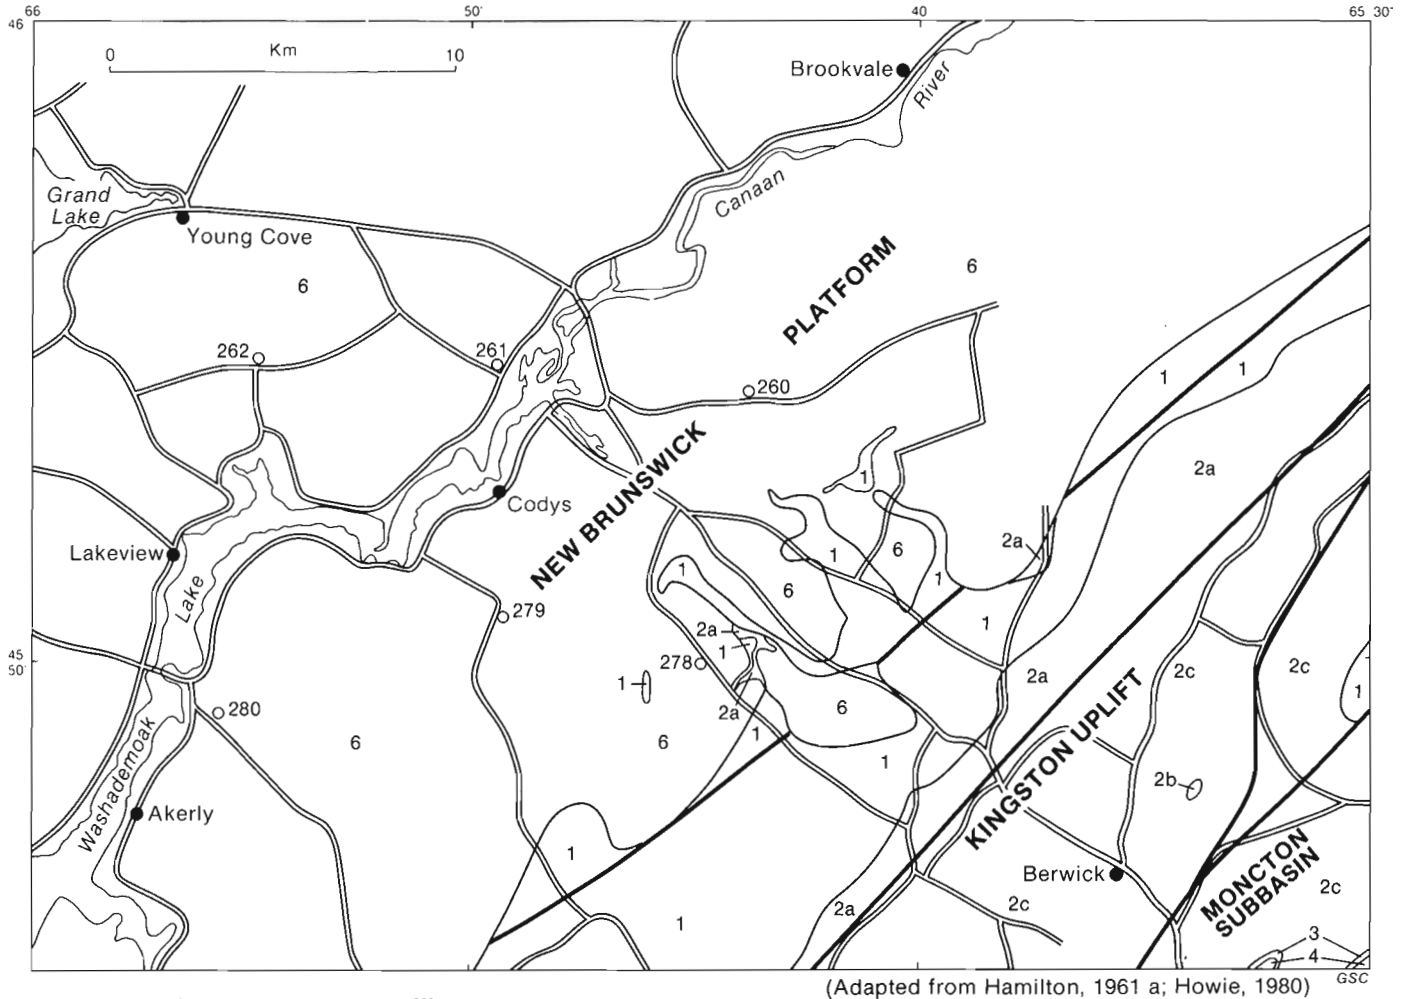 66
50'
40
65 30'
46
0 Km 10
Brookvale
River
Canaan
Grand
Lake
Young Cove
6
6
PLATFORM
262
261
260
1
1
2a
1
NEW BRUNSWICK
Codys
2a
Lakeview
1
6
1
1
6
Lake
279
1
2a
1
278
45
50'
2a
2c
2c
1
1
2a
6
280
6
6
1
1
KINGSTON UPLIFT
2b
Washademoak
Akerly
1
Berwick
MONCTON
SUBBASIN
2c
2a
2c
1
3
4
GSC
(Adapted from Hamilton, 1961 a; Howie, 1980)